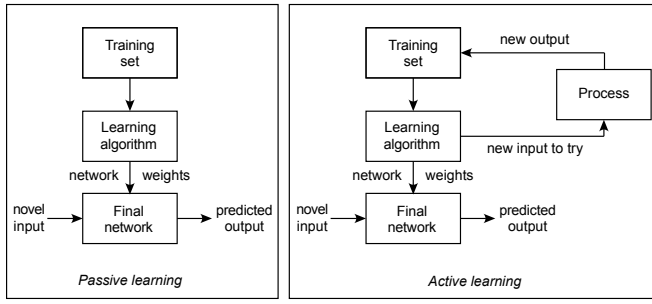 Training
set
Learning
algorithm
network weights
novel
input
Final
network
predicted
output
Passive learning
Training
set
new output
Process
Learning
algorithm
new input to try
network weights
novel
input
Final
network
predicted
output
Active learning